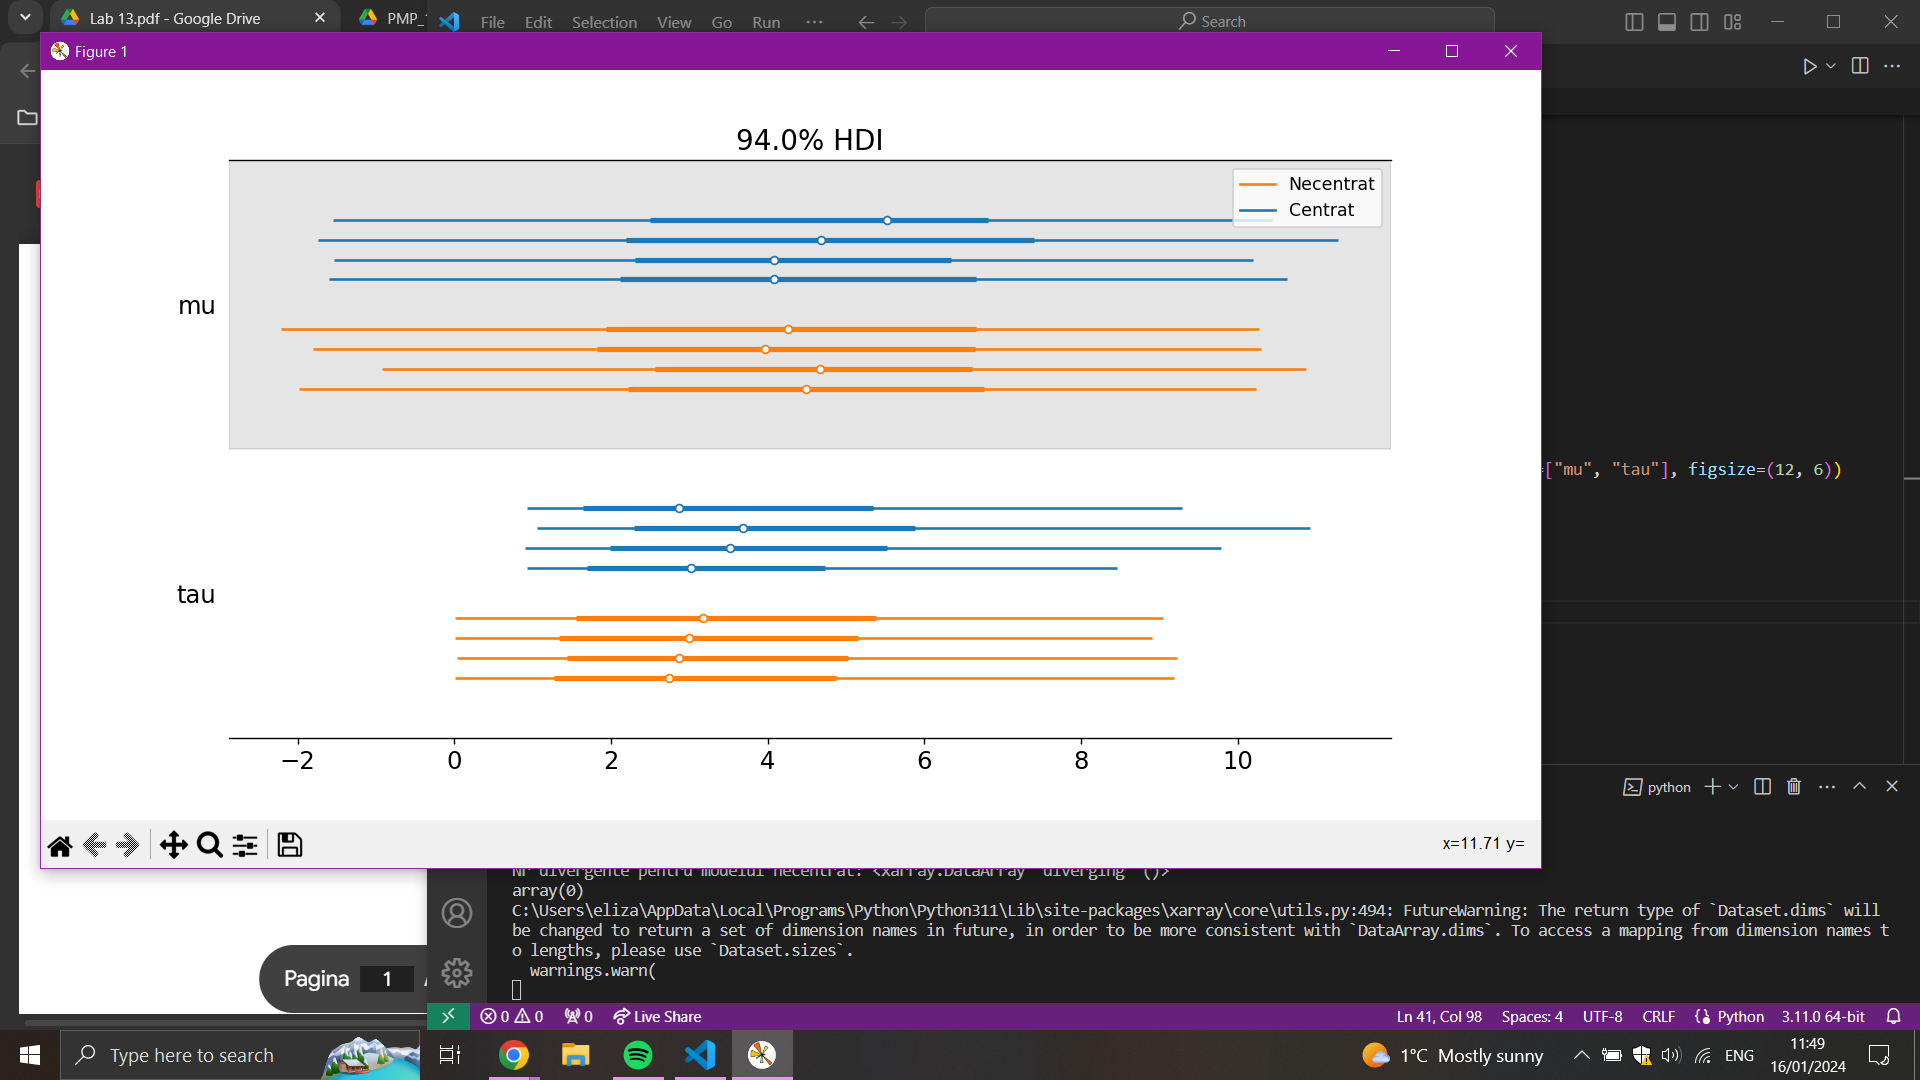 Lab 13.pdf - Google Drive
PMP_
File Edit Selection View Go Run
Search
Figure 1
94.0% HDI
Necentrat
Centrat
mu
tau
−2 0 2 4 6 8 10
x=11.71 y=
["mu", "tau"], figsize=(12, 6))
python
Nr divergente pentru modelul necentrat: <xarray.DataArray 'diverging' ()>
array(0)
C:\Users\eliza\AppData\Local\Programs\Python\Python311\Lib\site-packages\xarray\core\utils.py:494: FutureWarning: The return type of `Dataset.dims` will
be changed to return a set of dimension names in future, in order to be more consistent with `DataArray.dims`. To access a mapping from dimension names t
o lengths, please use `Dataset.sizes`.
warnings.warn(
Pagina 1 /
0 0 0 Live Share Ln 41, Col 98 Spaces: 4 UTF-8 CRLF Python 3.11.0 64-bit
Type here to search
1°C Mostly sunny
ENG
11:49
16/01/2024